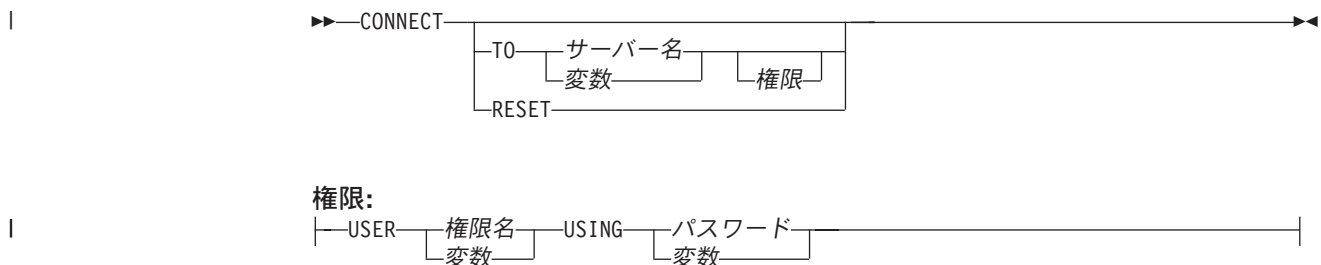 CONNECT
TO サーバー名
変数 権限
RESET
権限:
USER 権限名 USING パスワード
変数 変数